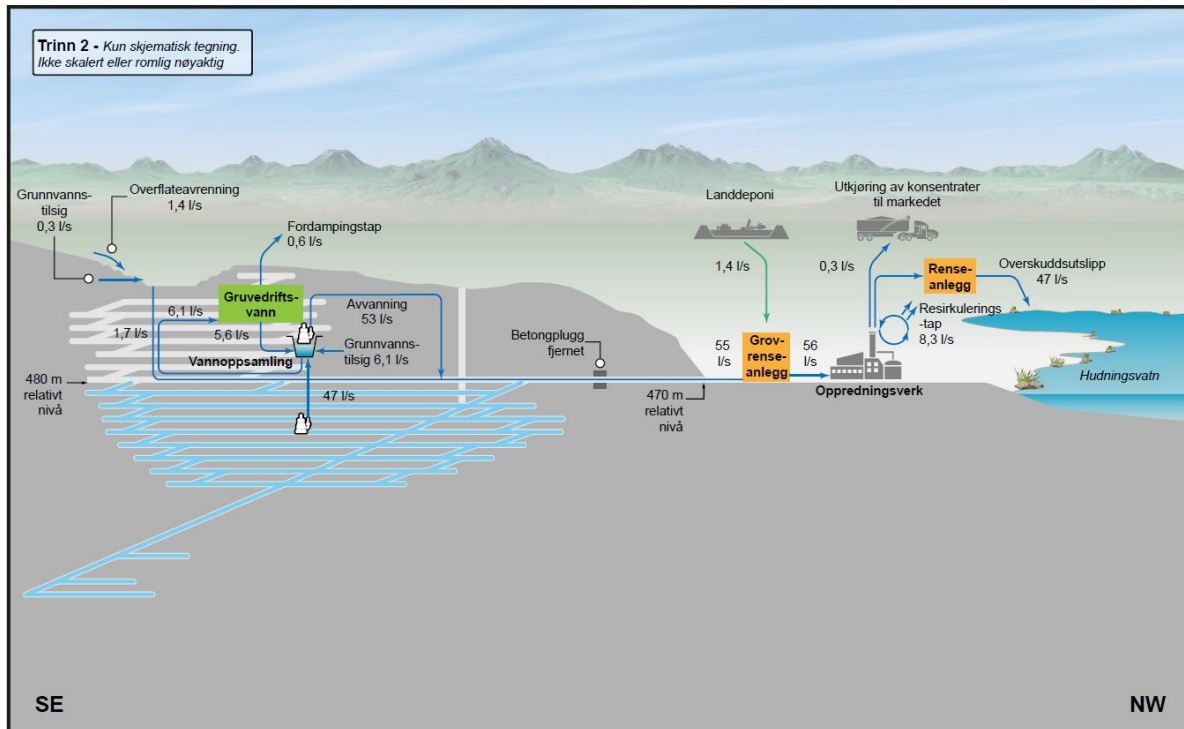 Trinn 2 - Kun skjematisk tegning.
Ikke skalert eller romlig nøyaktig
Grunnvanns-
tilsig
0,3 l/s
Overflateavrenning
1,4 l/s
Fordampingstap
0,6 l/s
Landdeponi
Utkjøring av konsentrater
til markedet
1,4 l/s
0,3 l/s
Rense-
anlegg
Overskuddsutslipp
47 l/s
6,1 l/s
Gruvedrifts-
vann
Avvanning
53 l/s
1,7 l/s
5,6 l/s
Vannoppsamling
Grunnvanns-
tilsig 6,1 l/s
Betongplugg
fjernet
55
l/s
Grov-
rense-
anlegg
56
l/s
Resirkulerings
-tap
8,3 l/s
Oppredningsverk
Hudningsvatn
480 m
relativt
nivå
47 l/s
470 m
relativt
nivå
SE
NW